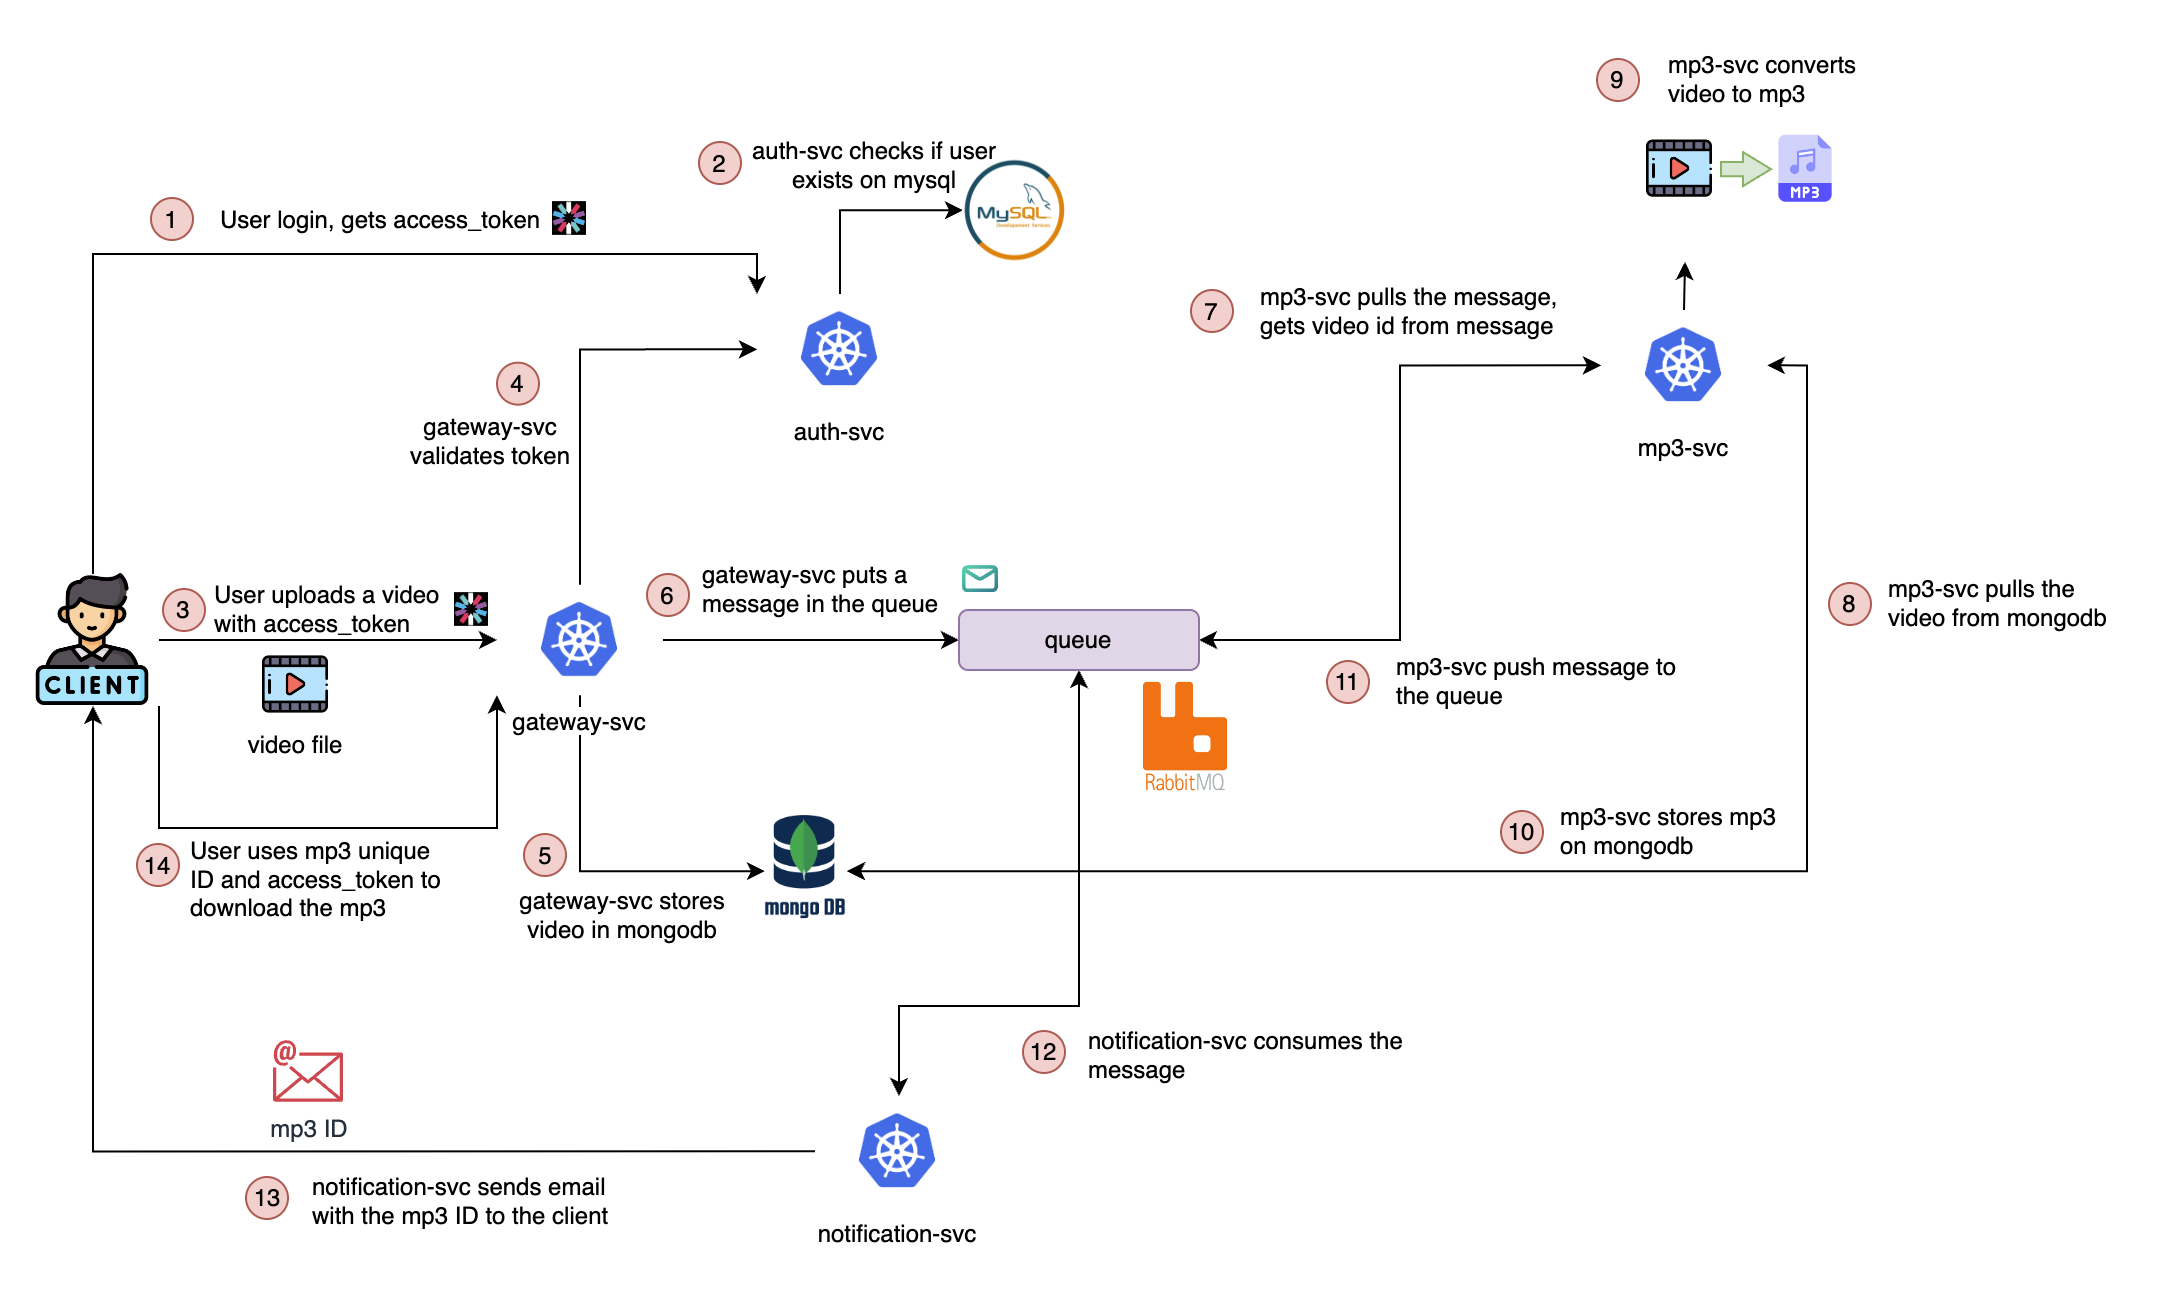 9
mp3-svc converts
video to mp3
MP3
2
auth-svc checks if user
exists on mysql
MySQL
1
User login, gets access_token
7
mp3-svc pulls the message,
gets video id from message
4
gateway-svc
validates token
auth-svc
mp3-svc
3
User uploads a video
with access_token
6
gateway-svc puts a
message in the queue
8
mp3-svc pulls the
video from mongodb
queue
CLIENT
11
mp3-svc push message to
the queue
gateway-svc
video file
RabbitMQ
14
User uses mp3 unique
ID and access_token to
download the mp3
5
gateway-svc stores
video in mongodb
mongo DB
10
mp3-svc stores mp3
on mongodb
12
notification-svc consumes the
message
@
mp3 ID
13
notification-svc sends email
with the mp3 ID to the client
notification-svc